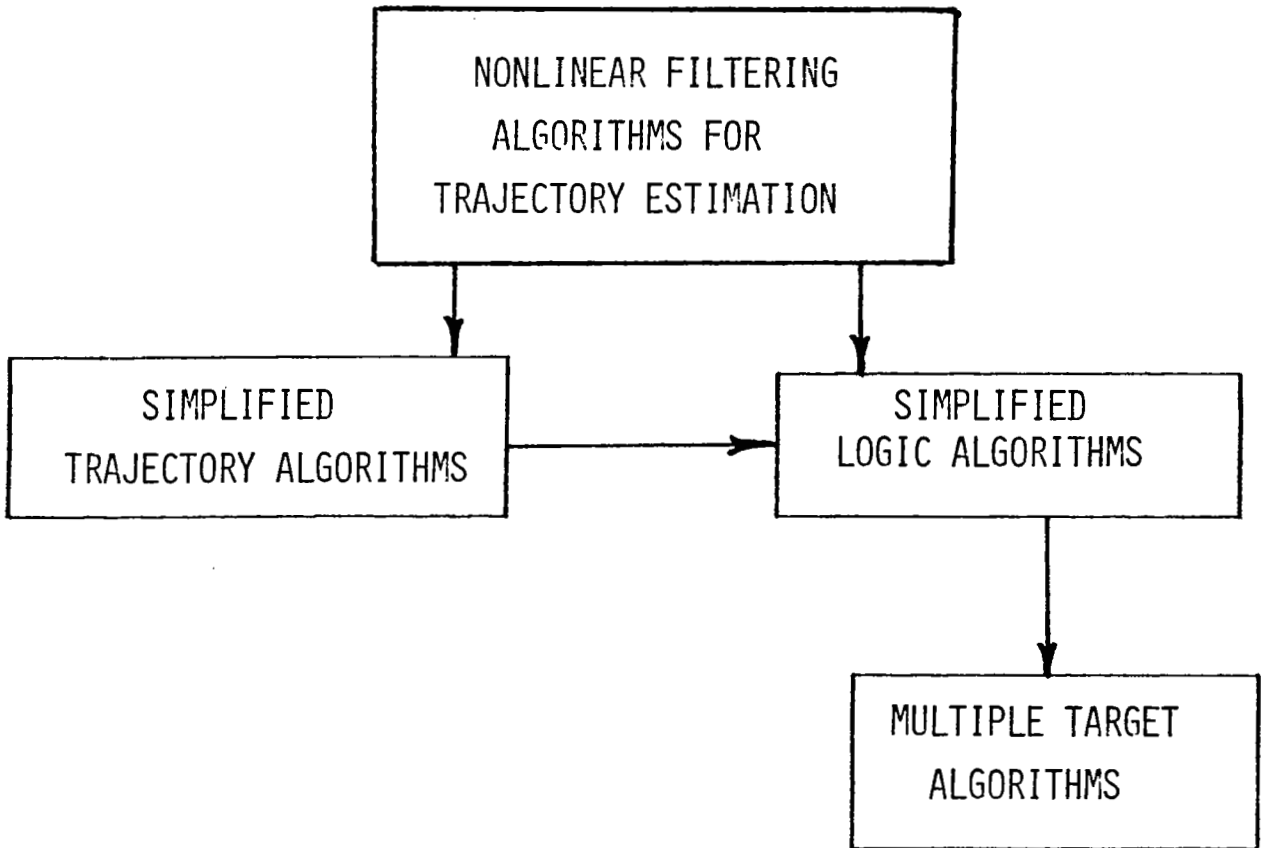 NONLINEAR FILTERING
ALGORITHMS FOR
TRAJECTORY ESTIMATION
SIMPLIFIED
TRAJECTORY ALGORITHMS
SIMPLIFIED
LOGIC ALGORITHMS
MULTIPLE TARGET
ALGORITHMS